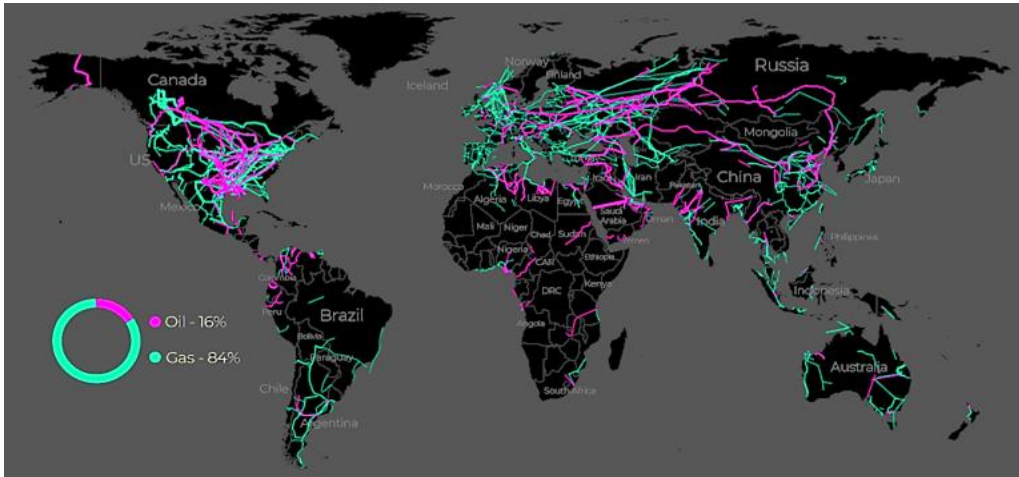 Norway
Russia
Canada
Finland
Iceland
Mongolia
US
China
Japan
Iran
Iraq
Pakistan
Morocco
Algeria
Libya
Egypt
Saudi
Arabia
Oman
India
Mexico
Mali
Niger
Chad
Sudan
Yemen
Philippines
Nigeria
CAR
Ethiopia
Colombia
Kenya
DRC
Indonesia
Peru
Brazil
Oil - 16%
Angola
Bolivia
Gas - 84%
Paraguay
Australia
Chile
South Africa
Argentina